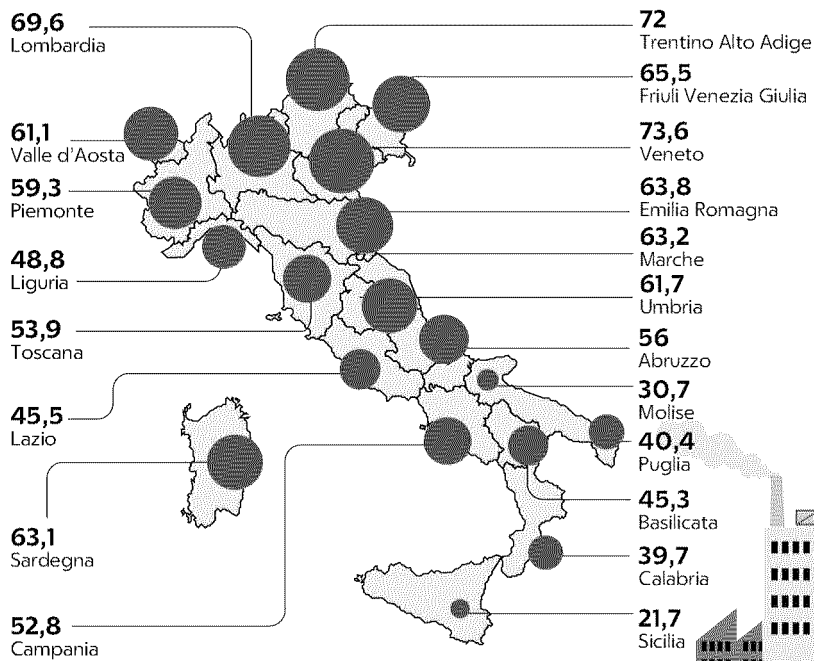 69,6
Lombardia
61,1
Valle d'Aosta
59,3
Piemonte
48,8
Liguria
53,9
Toscana
45,5
Lazio
63,1
Sardegna
52,8
Campania
72
Trentino Alto Adige
65,5
Friuli Venezia Giulia
73,6
Veneto
63,8
Emilia Romagna
63,2
Marche
61,7
Umbria
56
Abruzzo
30,7
Molise
40,4
Puglia
45,3
Basilicata
39,7
Calabria
21,7
Sicilia